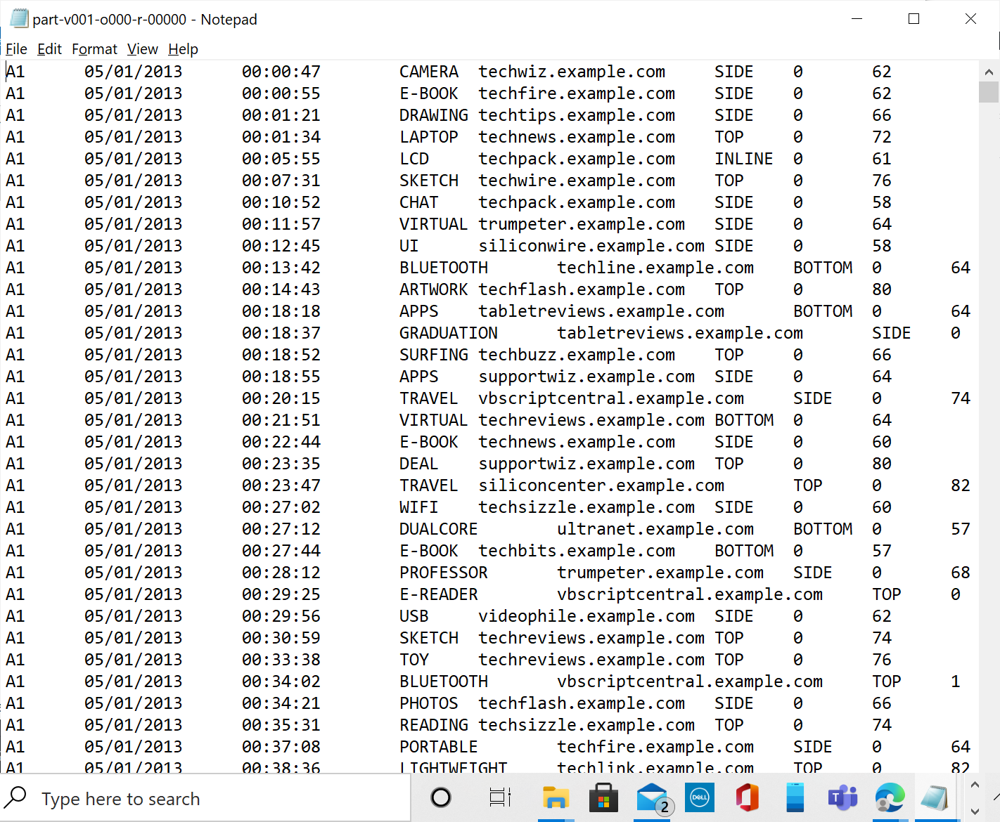 part-v001-o000-r-00000 - Notepad
File Edit Format View Help
A1 05/01/2013 00:00:47 CAMERA techwiz.example.com SIDE 0 62
A1 05/01/2013 00:00:55 E-BOOK techfire.example.com SIDE 0 62
A1 05/01/2013 00:01:21 DRAWING techtips.example.com SIDE 0 66
A1 05/01/2013 00:01:34 LAPTOP technews.example.com TOP 0 72
A1 05/01/2013 00:05:55 LCD techpack.example.com INLINE 0 61
A1 05/01/2013 00:07:31 SKETCH techwire.example.com TOP 0 76
A1 05/01/2013 00:10:52 CHAT techpack.example.com SIDE 0 58
A1 05/01/2013 00:11:57 VIRTUAL trumpeter.example.com SIDE 0 64
A1 05/01/2013 00:12:45 UI siliconwire.example.com SIDE 0 58
A1 05/01/2013 00:13:42 BLUETOOTH techline.example.com BOTTOM 0 64
A1 05/01/2013 00:14:43 ARTWORK techflash.example.com TOP 0 80
A1 05/01/2013 00:18:18 APPS tabletreviews.example.com BOTTOM 0 64
A1 05/01/2013 00:18:37 GRADUATION tabletreviews.example.com SIDE 0
A1 05/01/2013 00:18:52 SURFING techbuzz.example.com TOP 0 66
A1 05/01/2013 00:18:55 APPS supportwiz.example.com SIDE 0 64
A1 05/01/2013 00:20:15 TRAVEL vbscriptcentral.example.com SIDE 0 74
A1 05/01/2013 00:21:51 VIRTUAL techreviews.example.com BOTTOM 0 64
A1 05/01/2013 00:22:44 E-BOOK technews.example.com SIDE 0 60
A1 05/01/2013 00:23:35 DEAL supportwiz.example.com TOP 0 80
A1 05/01/2013 00:23:47 TRAVEL siliconcenter.example.com TOP 0 82
A1 05/01/2013 00:27:02 WIFI techsizzle.example.com SIDE 0 60
A1 05/01/2013 00:27:12 DUALCORE ultranet.example.com BOTTOM 0 57
A1 05/01/2013 00:27:44 E-BOOK techbits.example.com BOTTOM 0 57
A1 05/01/2013 00:28:12 PROFESSOR trumpeter.example.com SIDE 0 68
A1 05/01/2013 00:29:25 E-READER vbscriptcentral.example.com TOP 0
A1 05/01/2013 00:29:56 USB videophile.example.com SIDE 0 62
A1 05/01/2013 00:30:59 SKETCH techreviews.example.com TOP 0 74
A1 05/01/2013 00:33:38 TOY techreviews.example.com TOP 0 76
A1 05/01/2013 00:34:02 BLUETOOTH vbscriptcentral.example.com TOP 1
A1 05/01/2013 00:34:21 PHOTOS techflash.example.com SIDE 0 66
A1 05/01/2013 00:35:31 READING techsizzle.example.com TOP 0 74
A1 05/01/2013 00:37:08 PORTABLE techfire.example.com SIDE 0 64
A1 05/01/2013 00:38:36 LIGHTWEIGHT techlink.example.com TOP 0 82
Type here to search
DELL
T
2